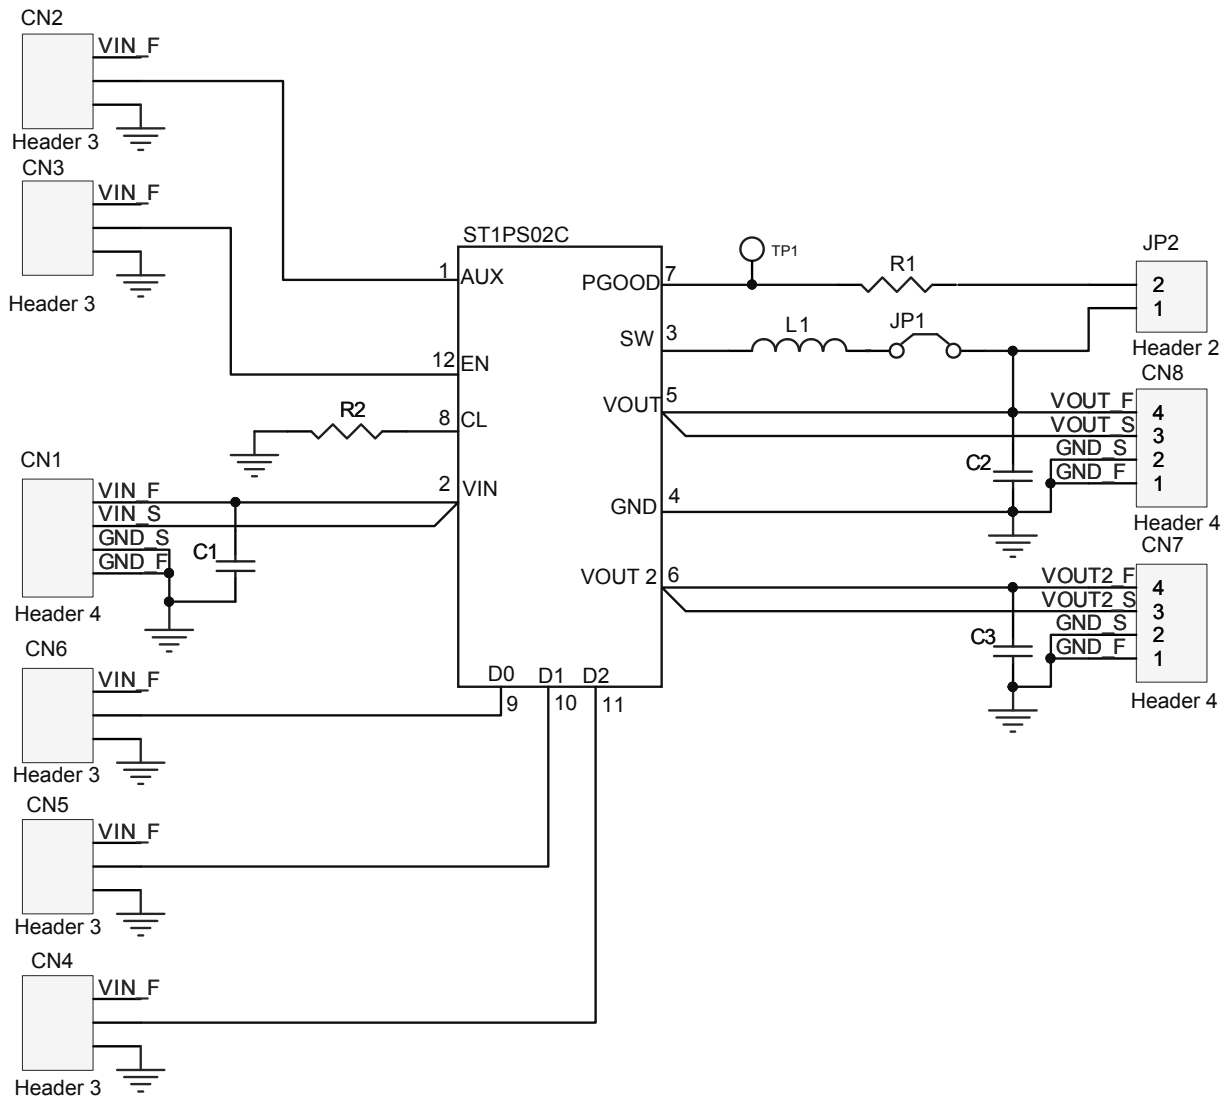 CN2
VIN_F
Header 3
CN3
VIN_F
Header 3
ST1PS02C
1 AUX
12 EN
8 CL
2 VIN
R2
CN1
VIN_F
VIN_S
GND_S
GND_F
C1
Header 4
CN6
VIN_F
Header 3
CN5
VIN_F
Header 3
CN4
VIN_F
Header 3
D0 D1 D2
9 10 11
PGOOD 7
SW 3
VOUT 5
GND 4
VOUT 2 6
TP1
R1
L1
JP1
JP2
2
1
Header 2
CN8
VOUT_F 4
VOUT_S 3
GND_S 2
GND_F 1
C2
Header 4
CN7
VOUT2_F 4
VOUT2_S 3
GND_S 2
GND_F 1
C3
Header 4